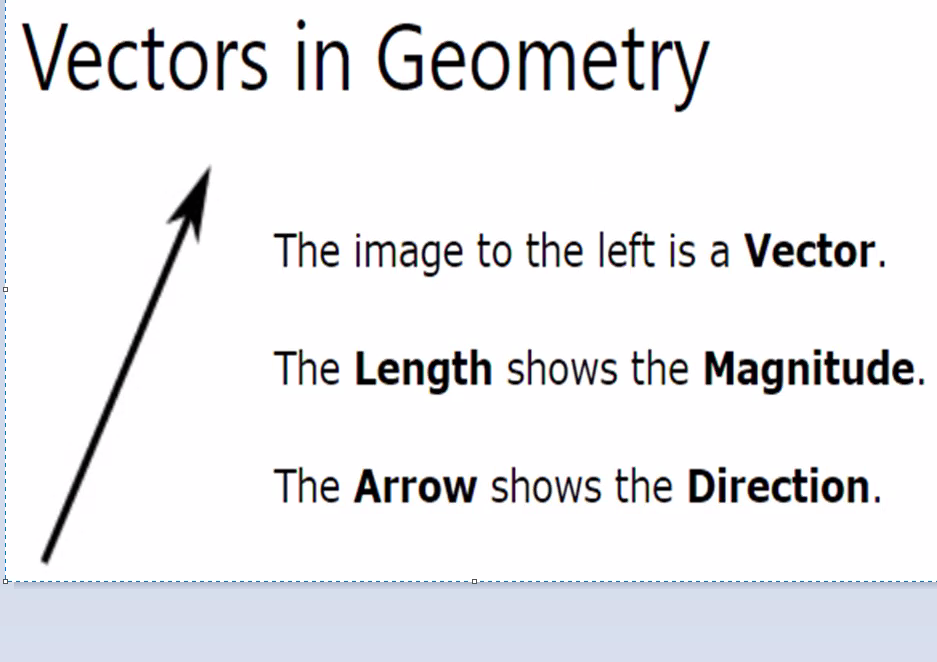 Vectors in Geometry
The image to the left is a Vector.
The Length shows the Magnitude.
The Arrow shows the Direction.